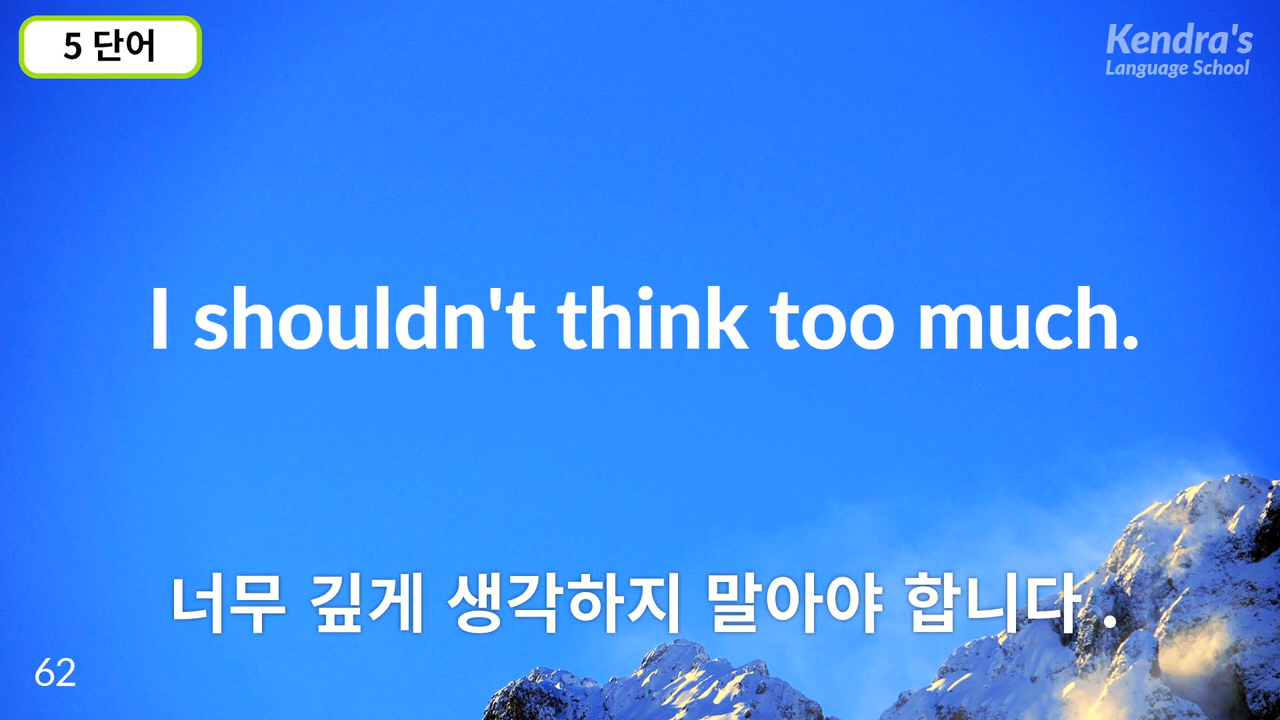 5 단어
Kendra's
Language School
I shouldn't think too much.
너무 깊게 생각하지 말아야 합니다 .
62